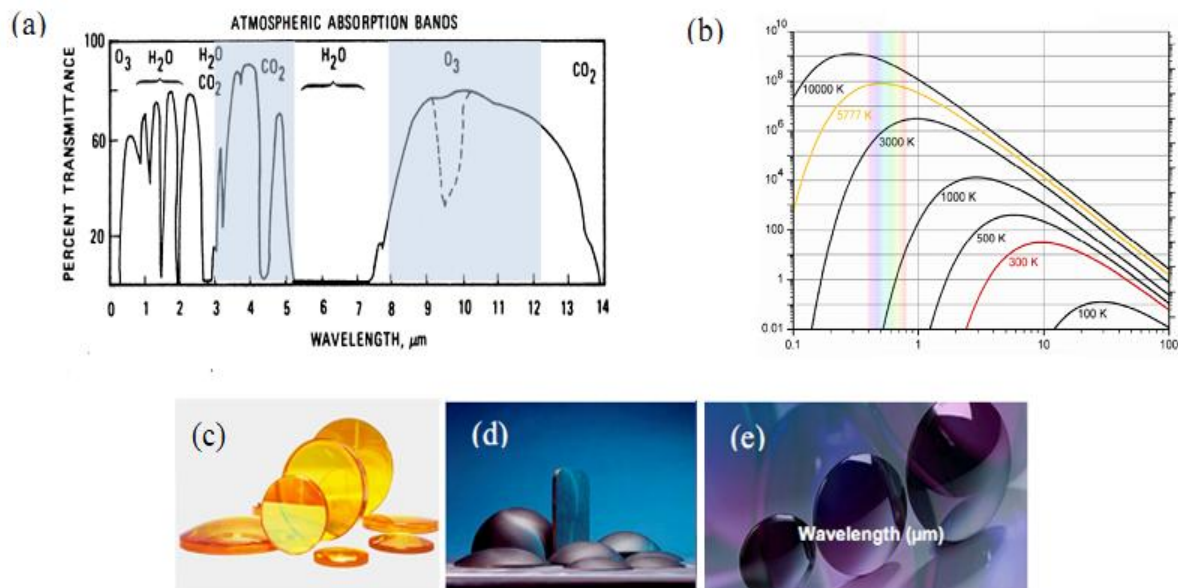 (a)
ATMOSPHERIC ABSORPTION BANDS
PERCENT TRANSMITTANCE
100
60
20
O3
H2O
H2O
CO2
CO2
H2O
O3
CO2
0 1 2 3 4 5 6 7 8 9 10 11 12 13 14
WAVELENGTH, μm
(b)
10^10
10^8
10^6
10^4
100
1
0.01
10000 K
5777 K
3000 K
1000 K
500 K
300 K
100 K
0.1 1 10 100
(c)
(d)
(e)
Wavelength (μm)